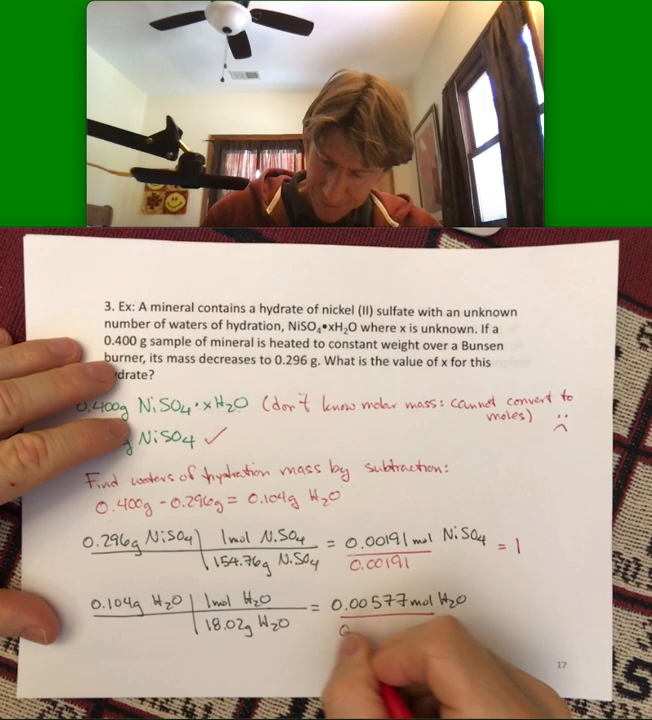 3. Ex: A mineral contains a hydrate of nickel (II) sulfate with an unknown
number of waters of hydration, NiSO₄•xH₂O where x is unknown. If a
0.400 g sample of mineral is heated to constant weight over a Bunsen
burner, its mass decreases to 0.296 g. What is the value of x for this
drate?
0.400g NiSO₄·xH₂O (don't know molar mass: cannot convert to
moles)
g NiSO₄ ✓
Find waters of hydration mass by subtraction:
0.400g - 0.296g = 0.104g H₂O
0.296g NiSO₄ | 1mol NiSO₄ = 0.00191 mol NiSO₄ = 1
154.76g NiSO₄ 0.00191
0.104g H₂O | 1mol H₂O = 0.00577 mol H₂O
18.02g H₂O 0
17